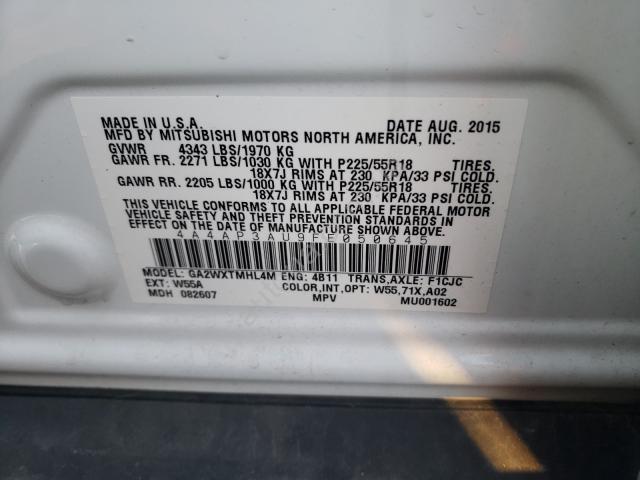 MADE IN U.S.A. DATE AUG. 2015
MFD BY MITSUBISHI MOTORS NORTH AMERICA, INC.
GVWR 4343 LBS/1970 KG
GAWR FR. 2271 LBS/1030 KG WITH P225/55R18 TIRES.
18X7J RIMS AT 230 KPA/33 PSI COLD.
GAWR RR. 2205 LBS/1000 KG WITH P225/55R18 TIRES.
18X7J RIMS AT 230 KPA/33 PSI COLD.
THIS VEHICLE CONFORMS TO ALL APPLICABLE FEDERAL MOTOR
VEHICLE SAFETY AND THEFT PREVENTION STANDARDS IN
EFFECT ON THE DATE OF MANUFACTURE SHOWN ABOVE.
4A4AP3AU9FE050645
MODEL: GA2WXTMHL4M ENG: 4B11 TRANS,AXLE: F1CJC
EXT: W55A COLOR,INT,OPT: W55,71X,A02
MDH 082607 MPV MU001602